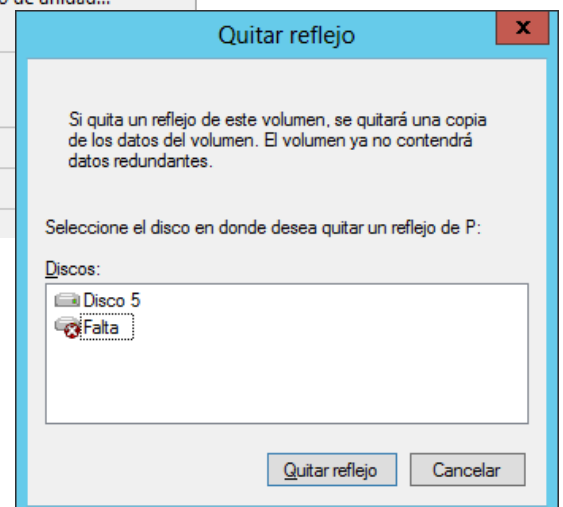 de unidad...
Quitar reflejo
x
Si quita un reflejo de este volumen, se quitará una copia
de los datos del volumen. El volumen ya no contendrá
datos redundantes.
Seleccione el disco en donde desea quitar un reflejo de P:
Discos:
Disco 5
Falta
Quitar reflejo
Cancelar